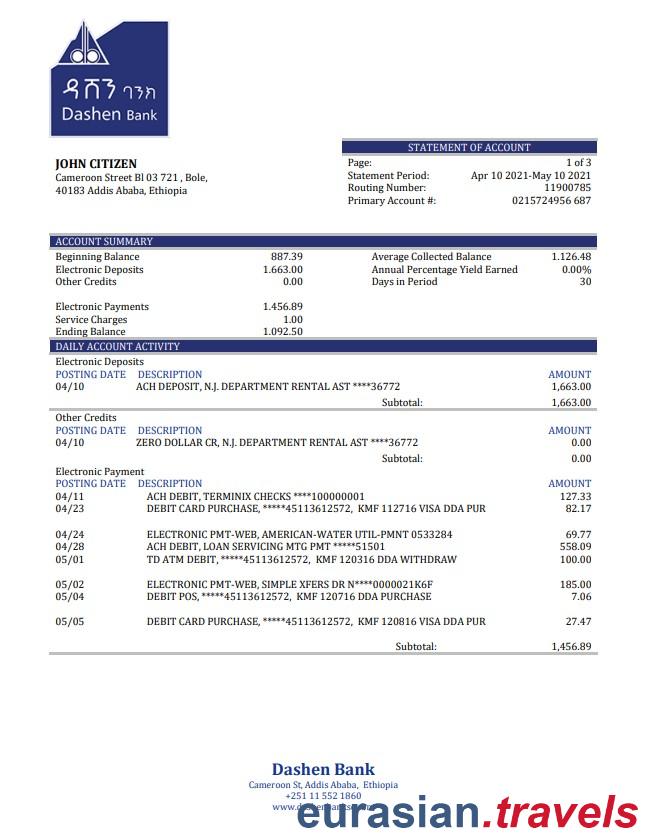 ዳሸን ባንክ
Dashen Bank
STATEMENT OF ACCOUNT
JOHN CITIZEN
Cameroon Street Bl 03 721 , Bole,
40183 Addis Ababa, Ethiopia
Page: 1 of 3
Statement Period: Apr 10 2021-May 10 2021
Routing Number: 11900785
Primary Account #: 0215724956 687
ACCOUNT SUMMARY
Beginning Balance 887.39 Average Collected Balance 1.126.48
Electronic Deposits 1.663.00 Annual Percentage Yield Earned 0.00%
Other Credits 0.00 Days in Period 30
Electronic Payments 1.456.89
Service Charges 1.00
Ending Balance 1.092.50
DAILY ACCOUNT ACTIVITY
Electronic Deposits
POSTING DATE DESCRIPTION AMOUNT
04/10 ACH DEPOSIT, N.J. DEPARTMENT RENTAL AST ****36772 1,663.00
Subtotal: 1,663.00
Other Credits
POSTING DATE DESCRIPTION AMOUNT
04/10 ZERO DOLLAR CR, N.J. DEPARTMENT RENTAL AST ****36772 0.00
Subtotal: 0.00
Electronic Payment
POSTING DATE DESCRIPTION AMOUNT
04/11 ACH DEBIT, TERMINIX CHECKS ****100000001 127.33
04/23 DEBIT CARD PURCHASE, *****45113612572, KMF 112716 VISA DDA PUR 82.17
04/24 ELECTRONIC PMT-WEB, AMERICAN-WATER UTIL-PMNT 0533284 69.77
04/28 ACH DEBIT, LOAN SERVICING MTG PMT *****51501 558.09
05/01 TD ATM DEBIT, *****45113612572, KMF 120316 DDA WITHDRAW 100.00
05/02 ELECTRONIC PMT-WEB, SIMPLE XFERS DR N****0000021K6F 185.00
05/04 DEBIT POS, *****45113612572, KMF 120716 DDA PURCHASE 7.06
05/05 DEBIT CARD PURCHASE, *****45113612572, KMF 120816 VISA DDA PUR 27.47
Subtotal: 1,456.89
Dashen Bank
Cameroon St, Addis Ababa, Ethiopia
+251 11 552 1860
eurasian.travels